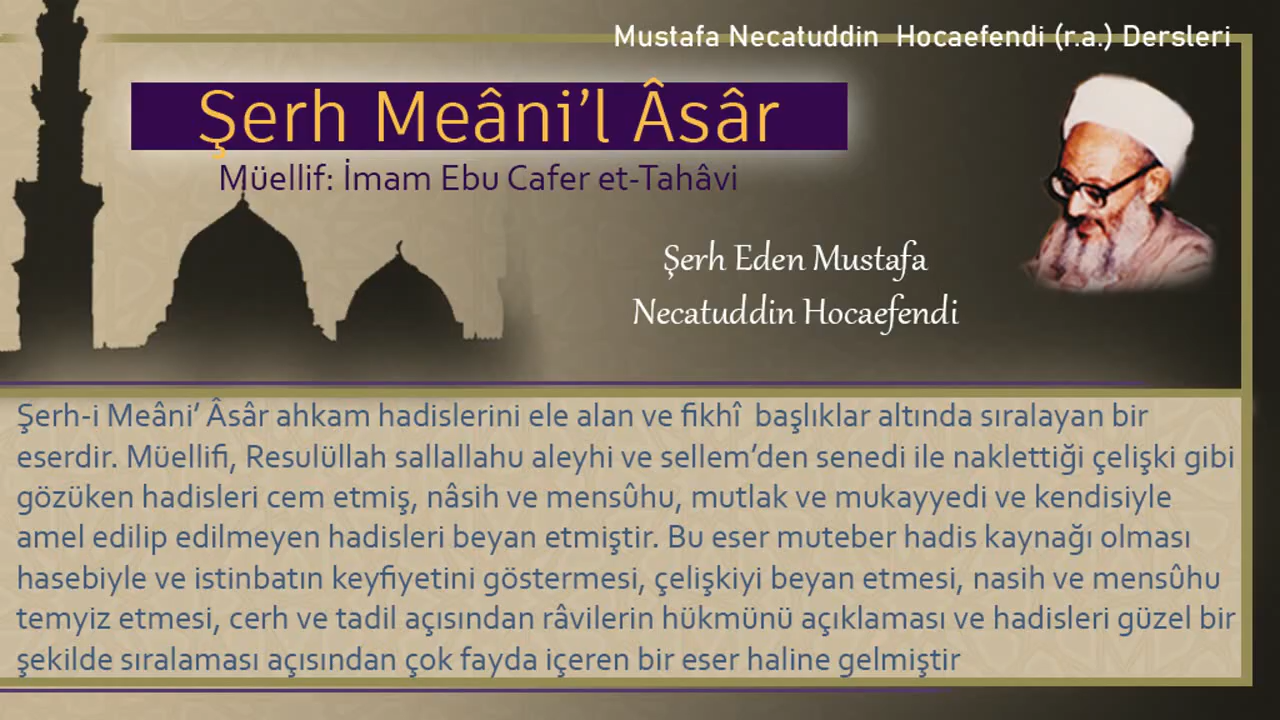 Mustafa Necatuddin Hocaefendi (r.a.) Dersleri
Şerh Meâni’l Âsâr
Müellif: İmam Ebu Cafer et-Tahâvi
Şerh Eden Mustafa
Necatuddin Hocaefendi
Şerh-i Meâni’ Âsâr ahkam hadislerini ele alan ve fikhî başlıklar altında sıralayan bir
eserdir. Müellifi, Resulüllah sallallahu aleyhi ve sellem’den senedi ile naklettiği çelişki gibi
gözüken hadisleri cem etmiş, nâsih ve mensûhu, mutlak ve mukayyedi ve kendisiyle
amel edilip edilmeyen hadisleri beyan etmiştir. Bu eser muteber hadis kaynağı olması
hasebiyle ve istinbatın keyfiyetini göstermesi, çelişkiyi beyan etmesi, nasih ve mensûhu
temyiz etmesi, cerh ve tadil açısından râvilerin hükmünü açıklaması ve hadisleri güzel bir
şekilde sıralaması açısından çok fayda içeren bir eser haline gelmiştir